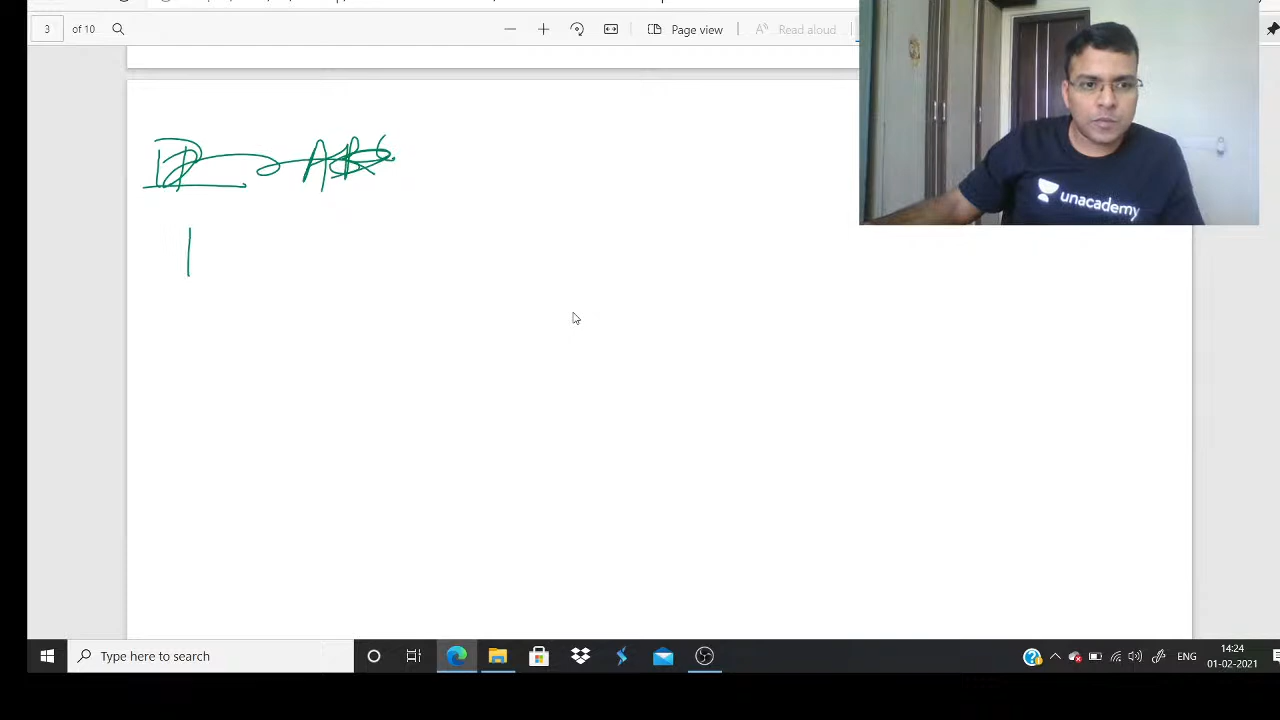 3 of 10 Page view Read aloud
unacademy
Type here to search
ENG
14:24
01-02-2021